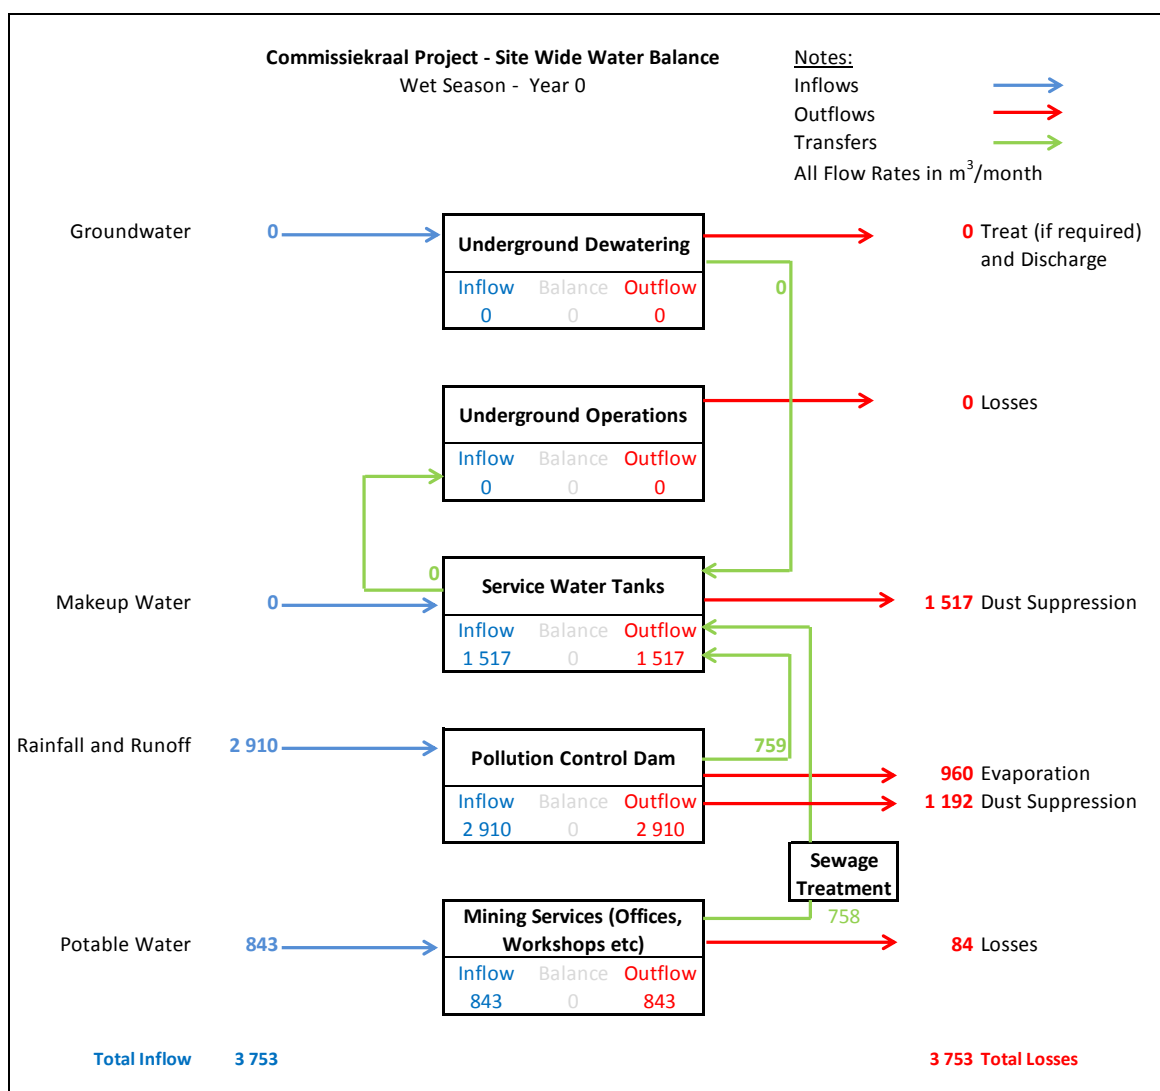 Commissiekraal Project - Site Wide Water Balance
Wet Season - Year 0
Notes:
Inflows
Outflows
Transfers
All Flow Rates in m³/month
Groundwater 0
Underground Dewatering
Inflow Balance Outflow
0 0 0
0
0 Treat (if required)
and Discharge
Underground Operations
Inflow Balance Outflow
0 0 0
0 Losses
0
Makeup Water 0
Service Water Tanks
Inflow Balance Outflow
1 517 0 1 517
1 517 Dust Suppression
Rainfall and Runoff 2 910
Pollution Control Dam
Inflow Balance Outflow
2 910 0 2 910
759
960 Evaporation
1 192 Dust Suppression
Sewage
Treatment
758
Potable Water 843
Mining Services (Offices,
Workshops etc)
Inflow Balance Outflow
843 0 843
84 Losses
Total Inflow 3 753
3 753 Total Losses